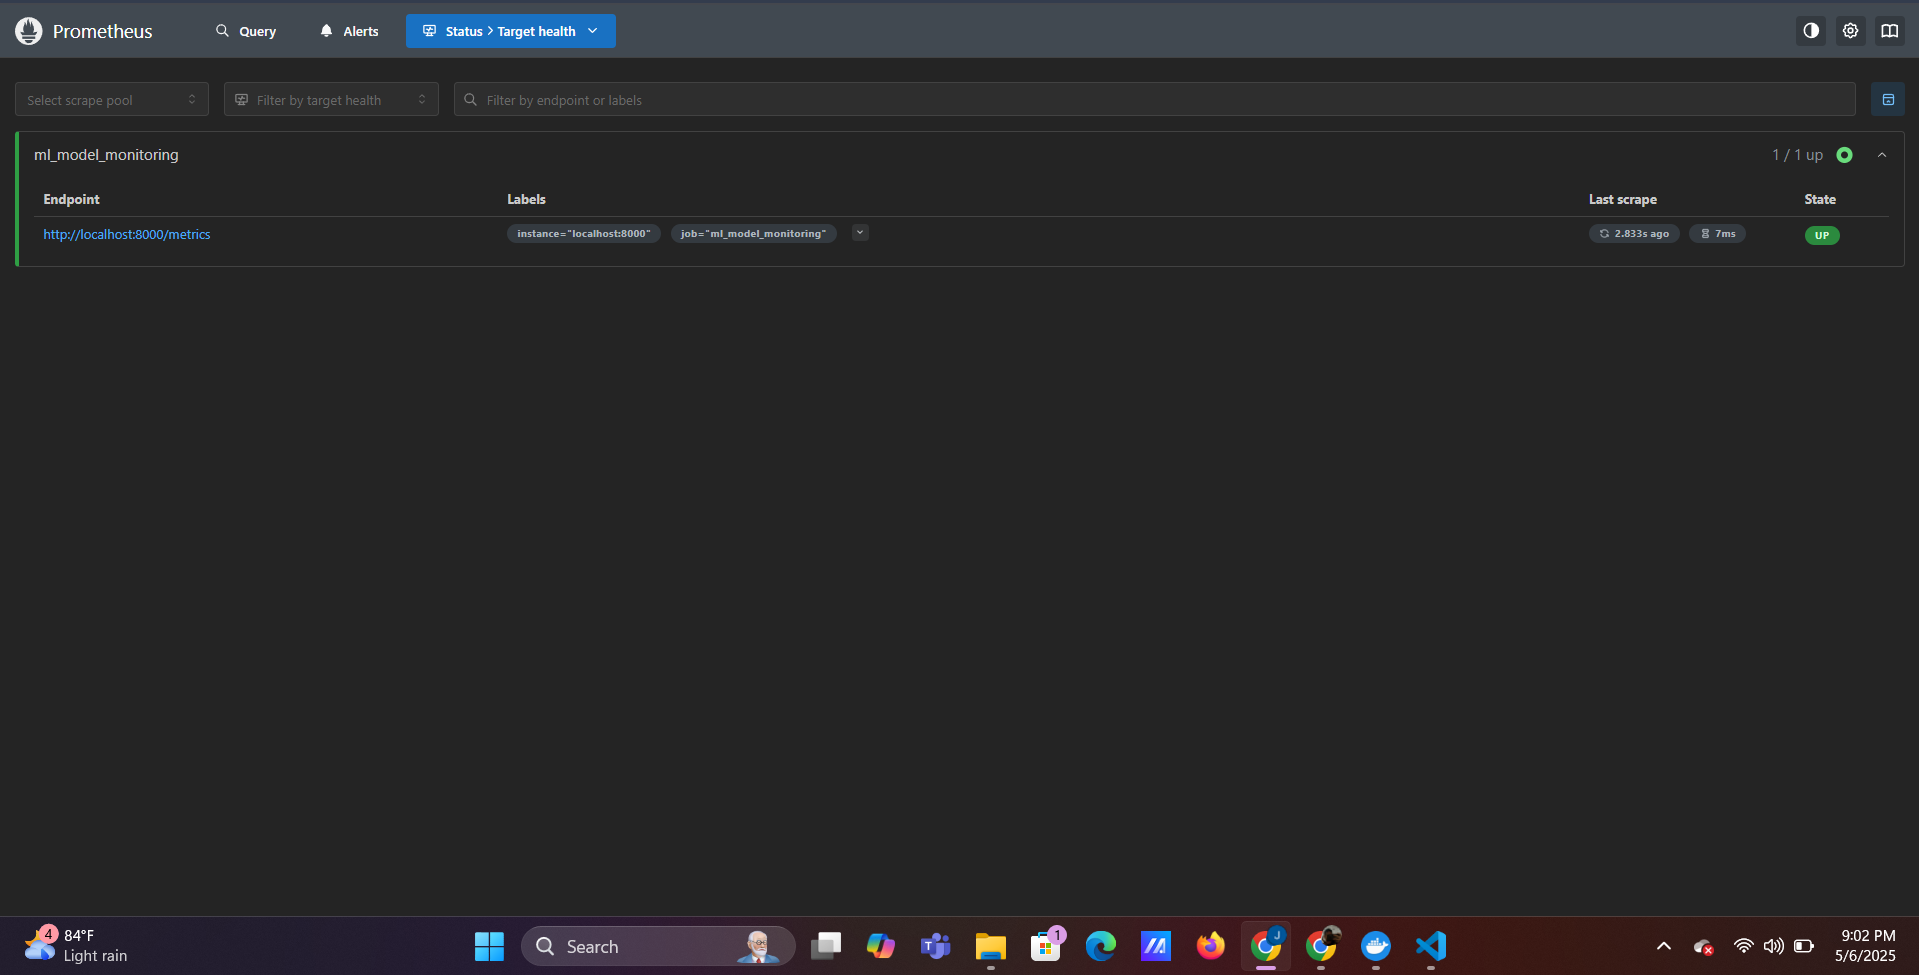 Prometheus
Query
Alerts
Status > Target health
Select scrape pool
Filter by target health
Filter by endpoint or labels
ml_model_monitoring
1 / 1 up
Endpoint
Labels
Last scrape
State
http://localhost:8000/metrics
instance="localhost:8000"
job="ml_model_monitoring"
2.833s ago
7ms
UP
4
84°F
Light rain
Search
T
1
J
9:02 PM
5/6/2025